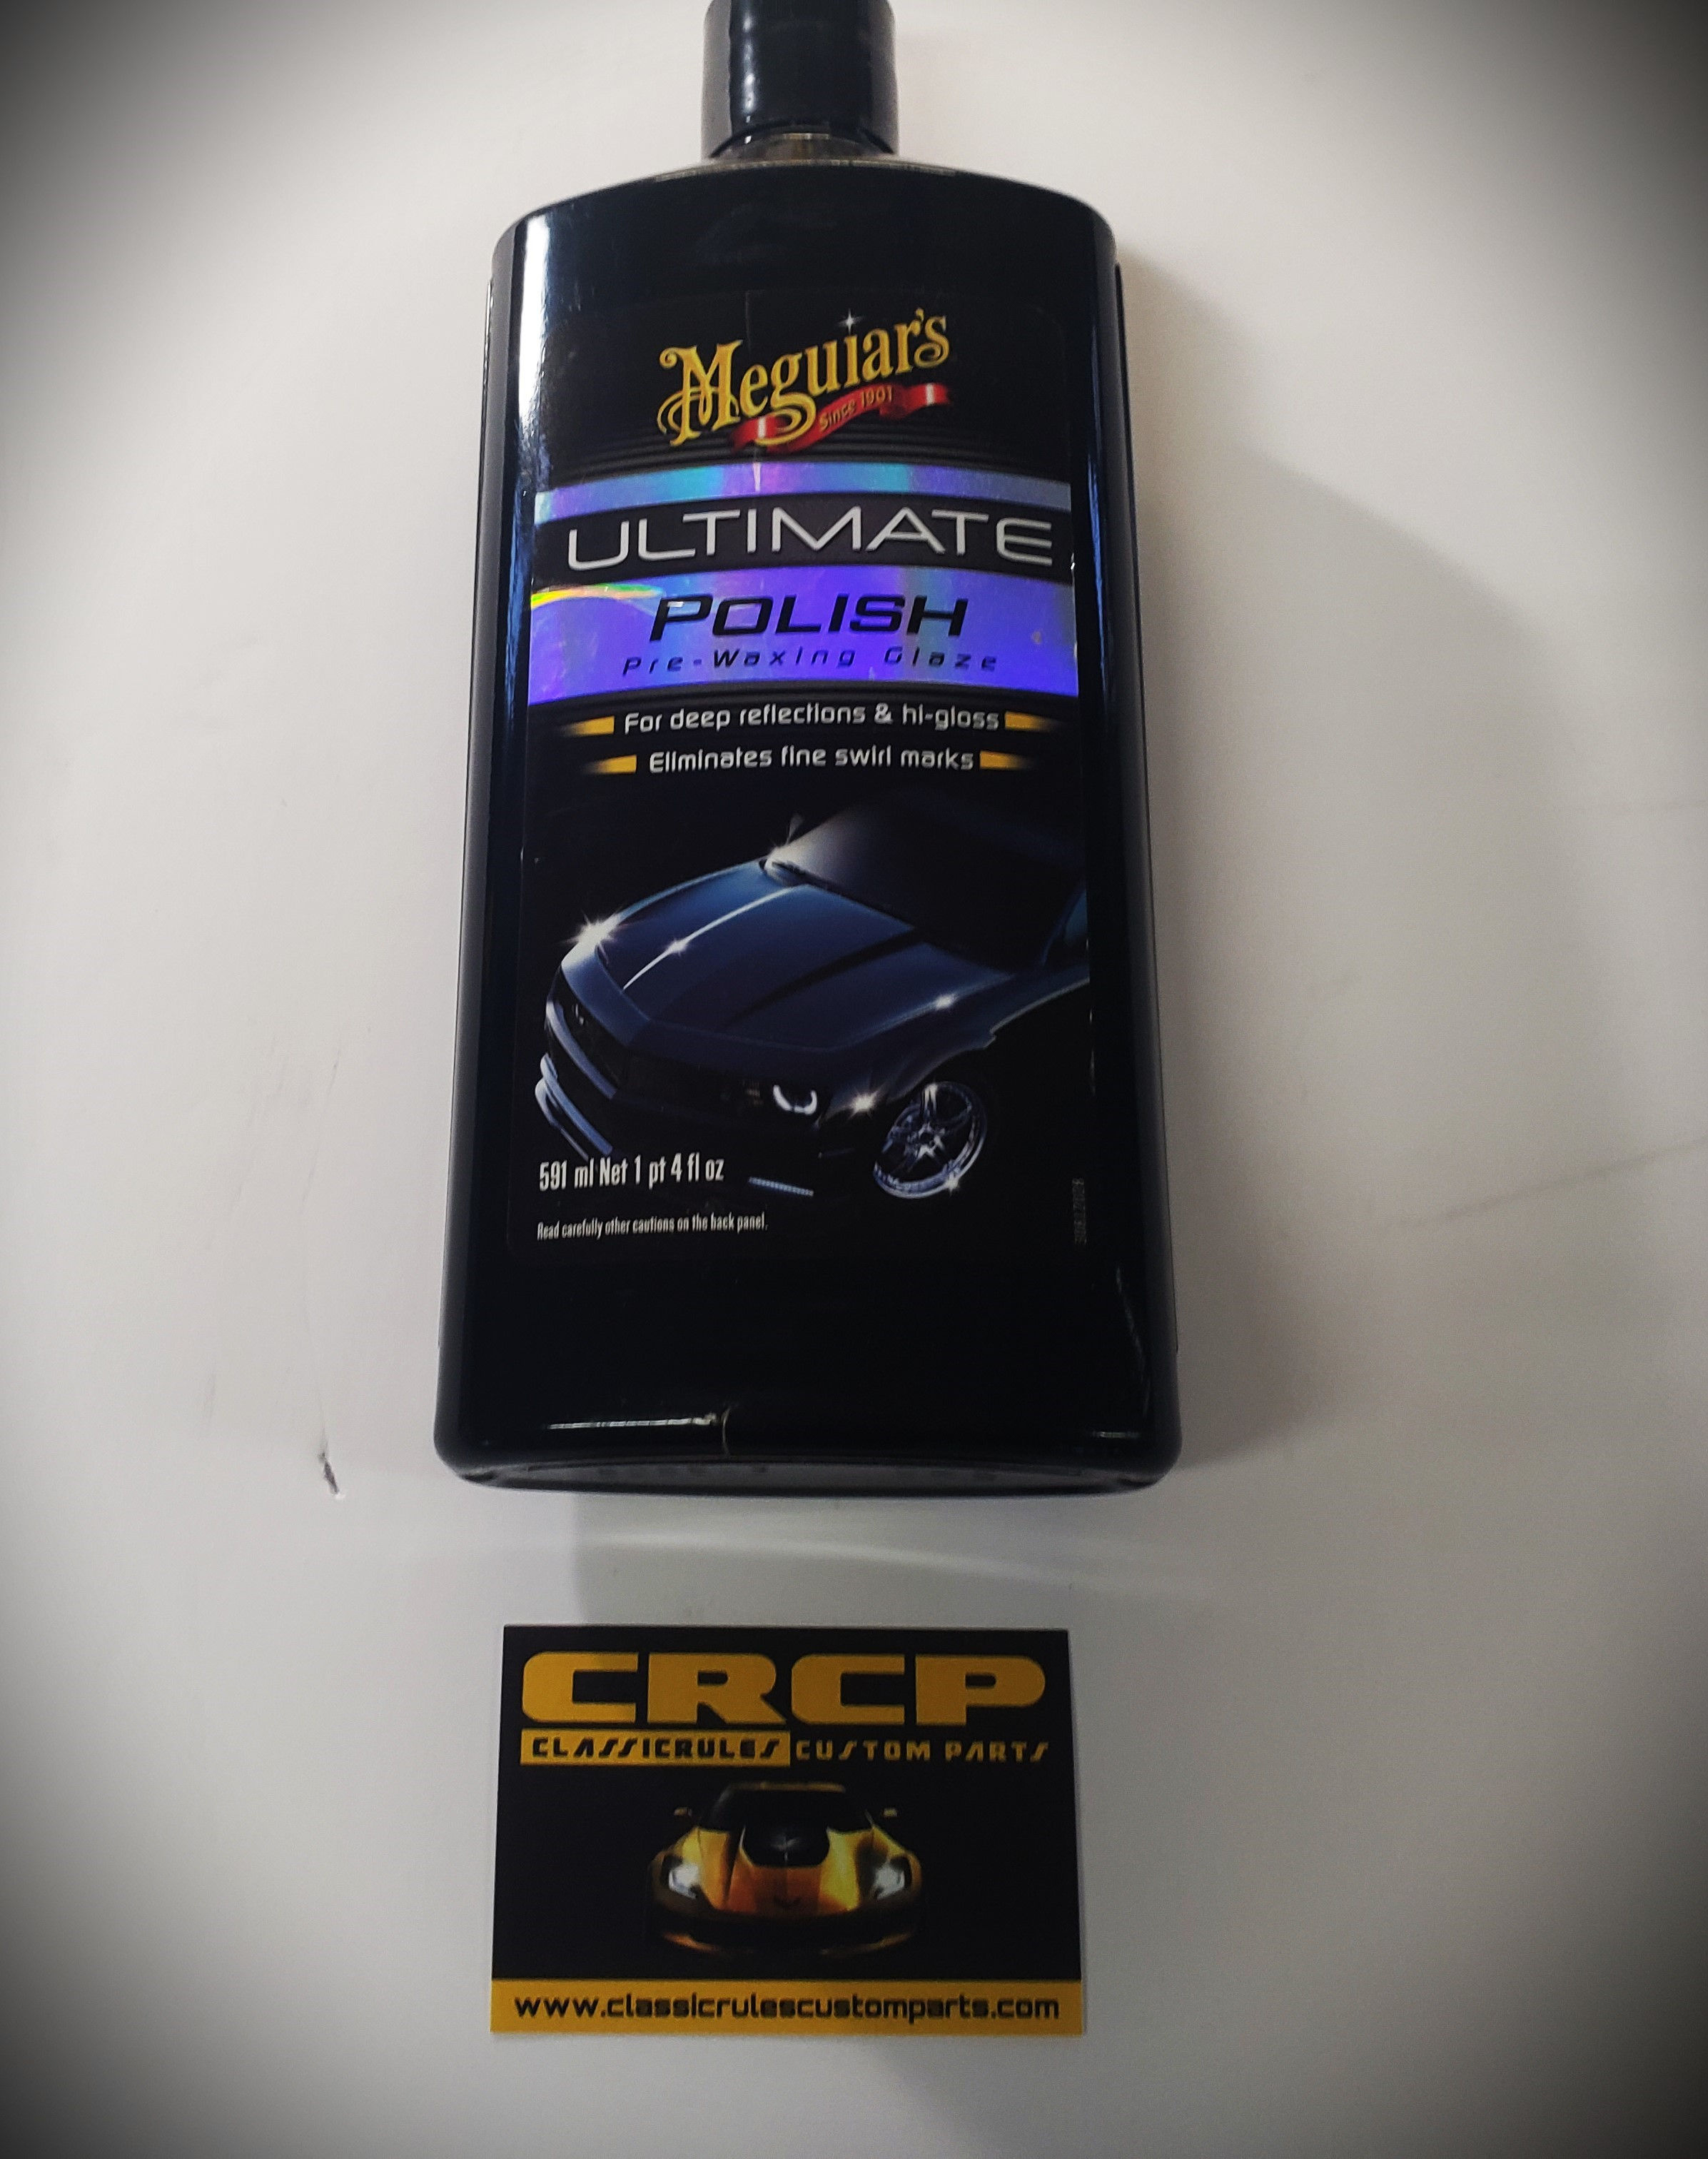 Meguiar's
Since 1901
ULTIMATE
POLISH
Pre-Waxing Glaze
For deep reflections & hi-gloss
Eliminates fine swirl marks
591 ml Net 1 pt 4 fl oz
Read carefully other cautions on the back panel.
CRCP
CLASSICRULES CUSTOM PARTS
www.classicrulescustomparts.com